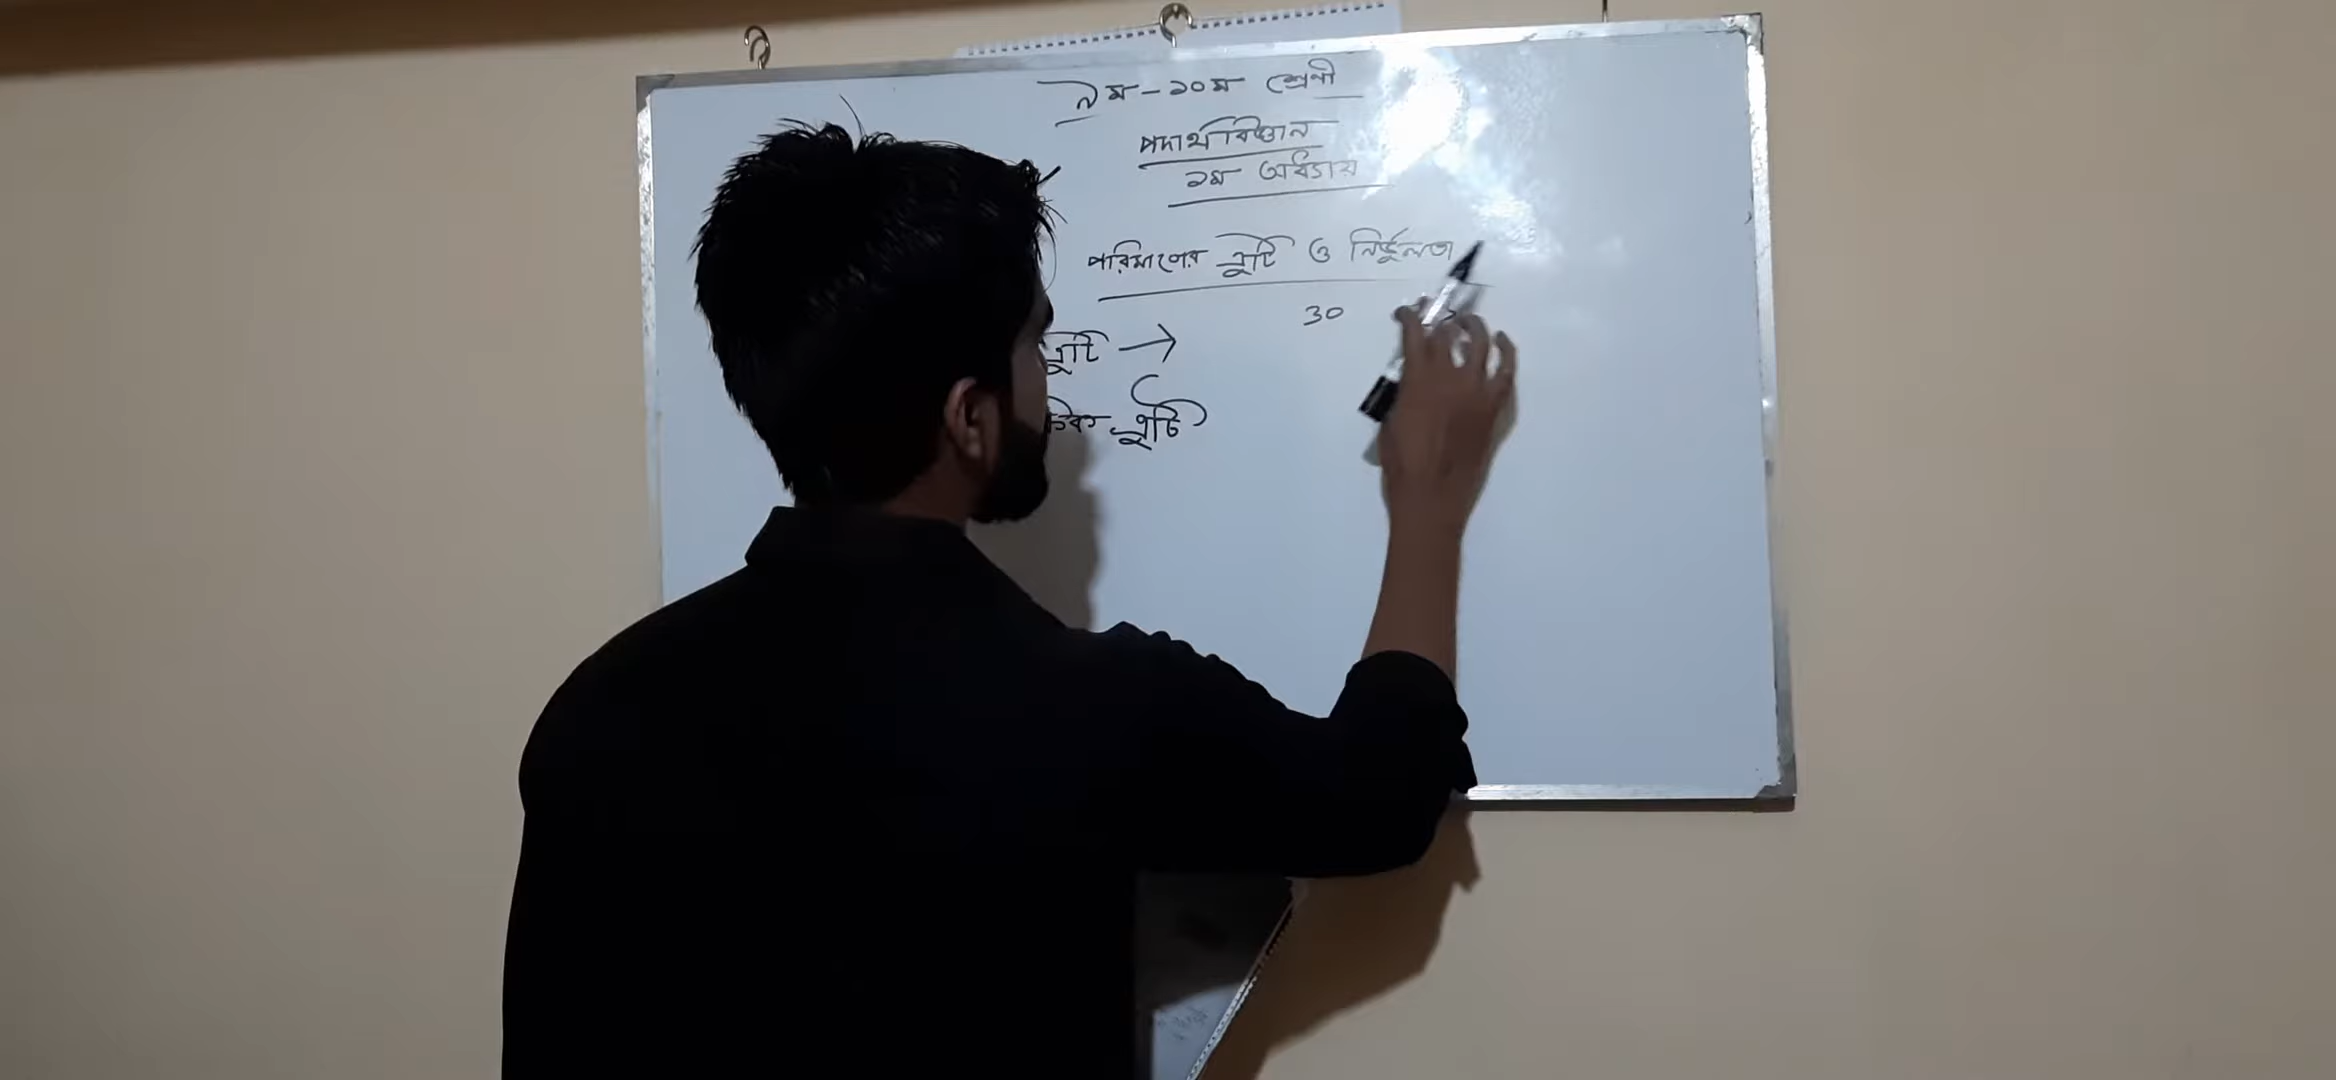 ৯ম - ১০ম শ্রেণী
পদার্থবিজ্ঞান
১ম অধ্যায়
পরিমাপের ত্রুটি ও নির্ভুলতা
30
ত্রুটি →
ত্রুটি